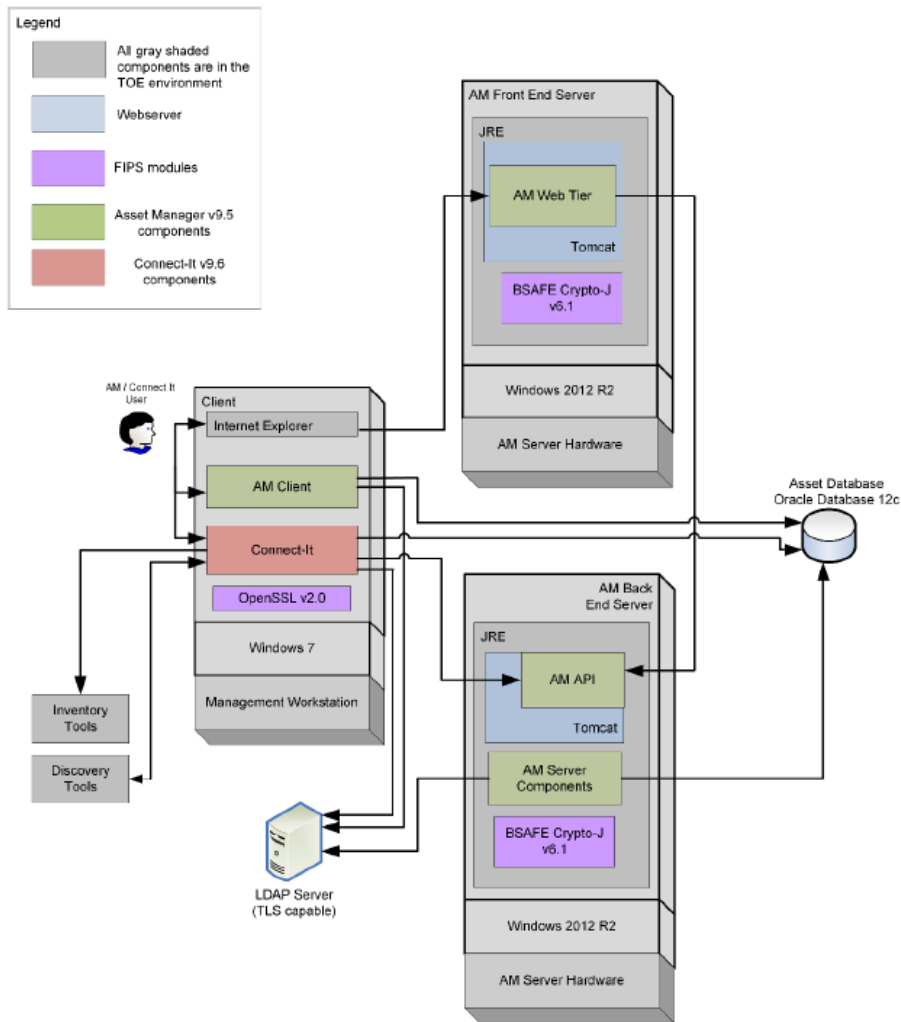 Legend
All gray shaded
components are in the
TOE environment
Webserver
FIPS modules
Asset Manager v9.5
components
Connect-It v9.6
components
AM Front End Server
JRE
AM Web Tier
Tomcat
BSAFE Crypto-J
v6.1
Windows 2012 R2
AM Server Hardware
AM / Connect It
User
Client
Internet Explorer
AM Client
Connect-It
OpenSSL v2.0
Windows 7
Management Workstation
Asset Database
Oracle Database 12c
Inventory
Tools
Discovery
Tools
LDAP Server
(TLS capable)
AM Back
End Server
JRE
AM API
Tomcat
AM Server
Components
BSAFE Crypto-J
v6.1
Windows 2012 R2
AM Server Hardware